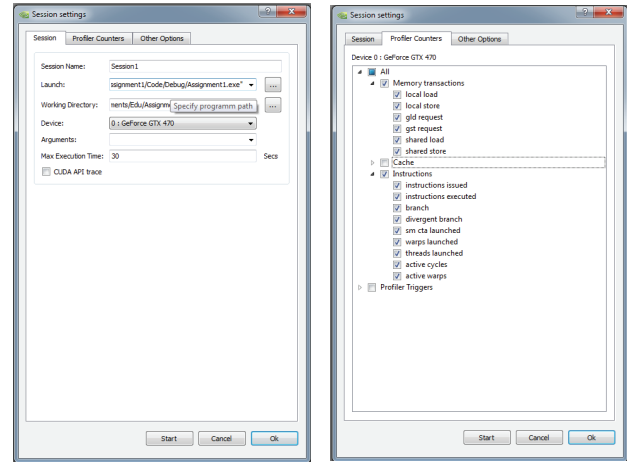 Session settings
Session Profiler Counters Other Options
Session Name: Session1
Launch: ssignment1/Code/Debug/Assignment1.exe" ...
Working Directory: nents/Edu/Assignm Specify programm path ...
Device: 0 : GeForce GTX 470
Arguments:
Max Execution Time: 30 Secs
CUDA API trace
Start Cancel Ok
Session settings
Session Profiler Counters Other Options
Device 0 : GeForce GTX 470
All
Memory transactions
local load
local store
gld request
gst request
shared load
shared store
Cache
Instructions
instructions issued
instructions executed
branch
divergent branch
sm cta launched
warps launched
threads launched
active cycles
active warps
Profiler Triggers
Start Cancel Ok